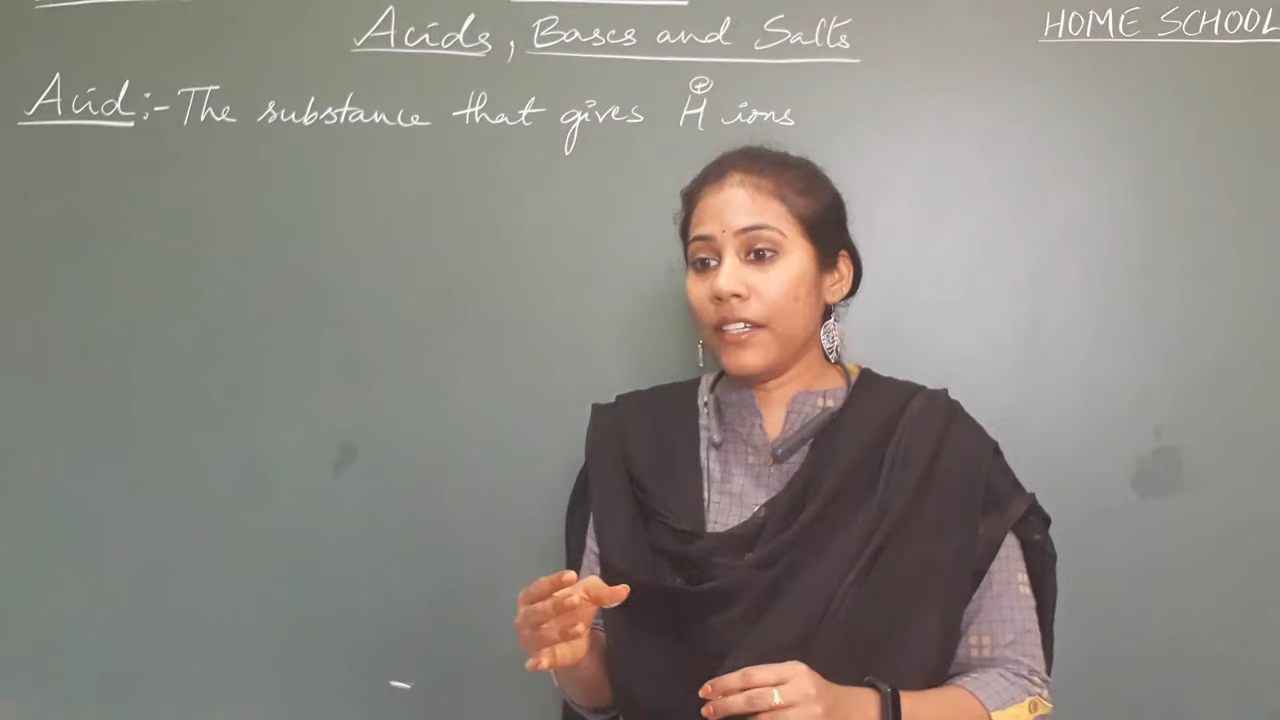 Acids, Bases and Salts
HOME SCHOOL
Acid:- The substance that gives H⊕ ions